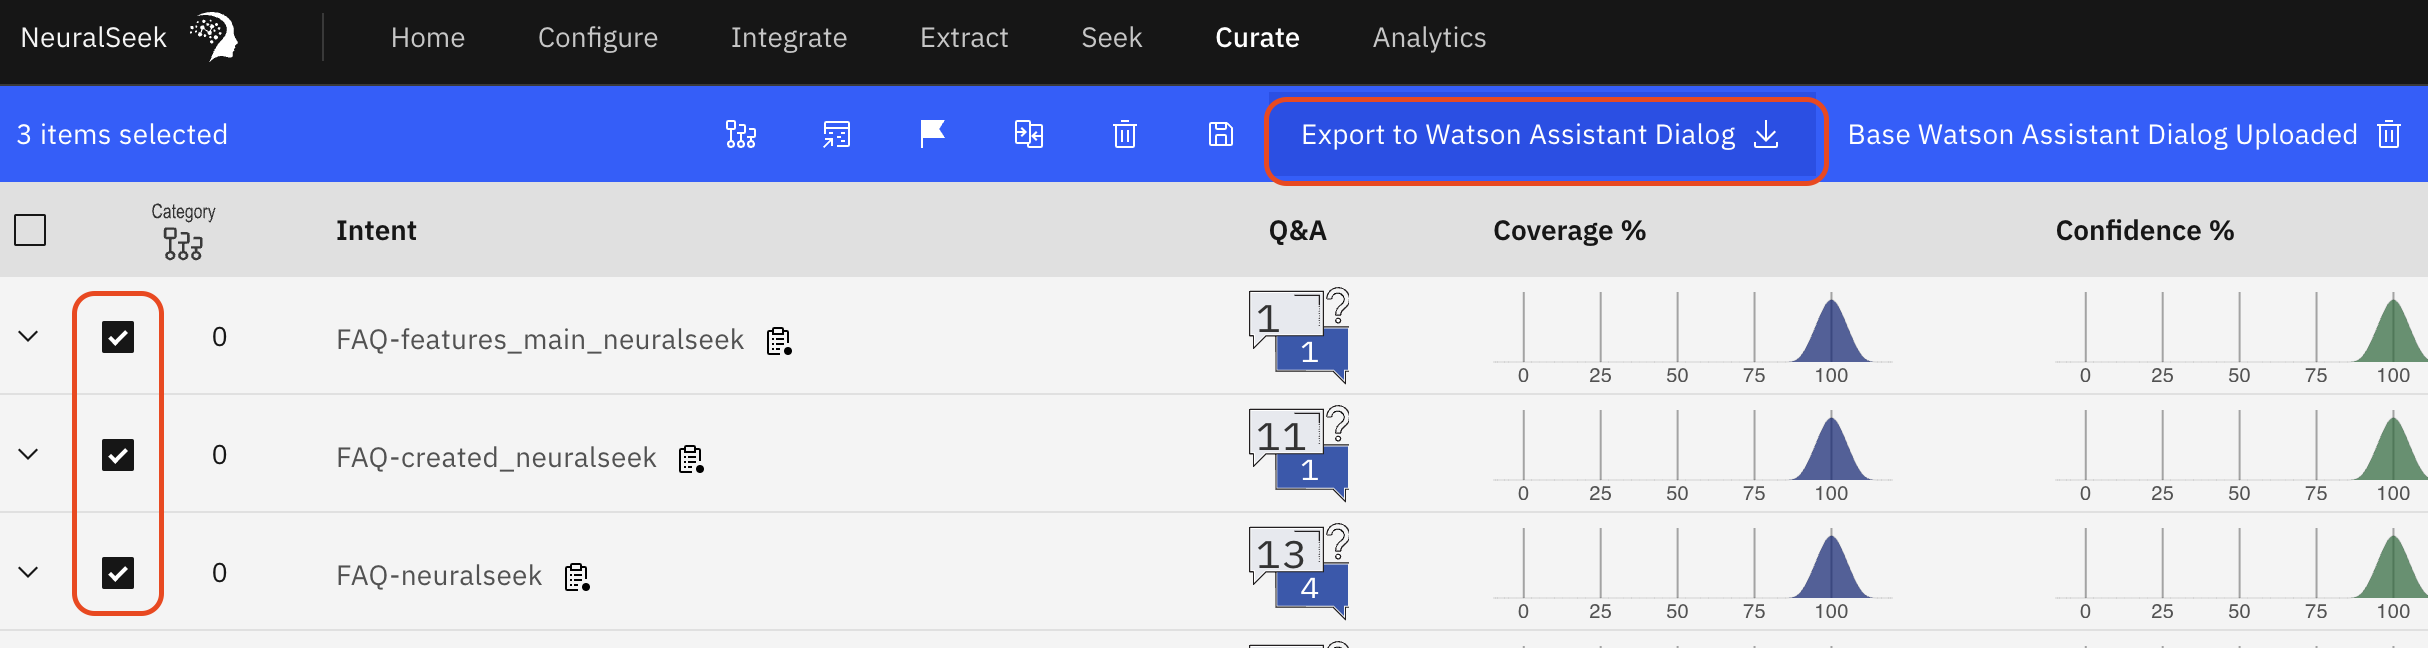 NeuralSeek Home Configure Integrate Extract Seek Curate Analytics
3 items selected Export to Watson Assistant Dialog Base Watson Assistant Dialog Uploaded
Category Intent Q&A Coverage % Confidence %
0 FAQ-features_main_neuralseek 1 ? 1
0 25 50 75 100 0 25 50 75 100
0 FAQ-created_neuralseek 11 ? 1
0 25 50 75 100 0 25 50 75 100
0 FAQ-neuralseek 13 ? 4
0 25 50 75 100 0 25 50 75 100